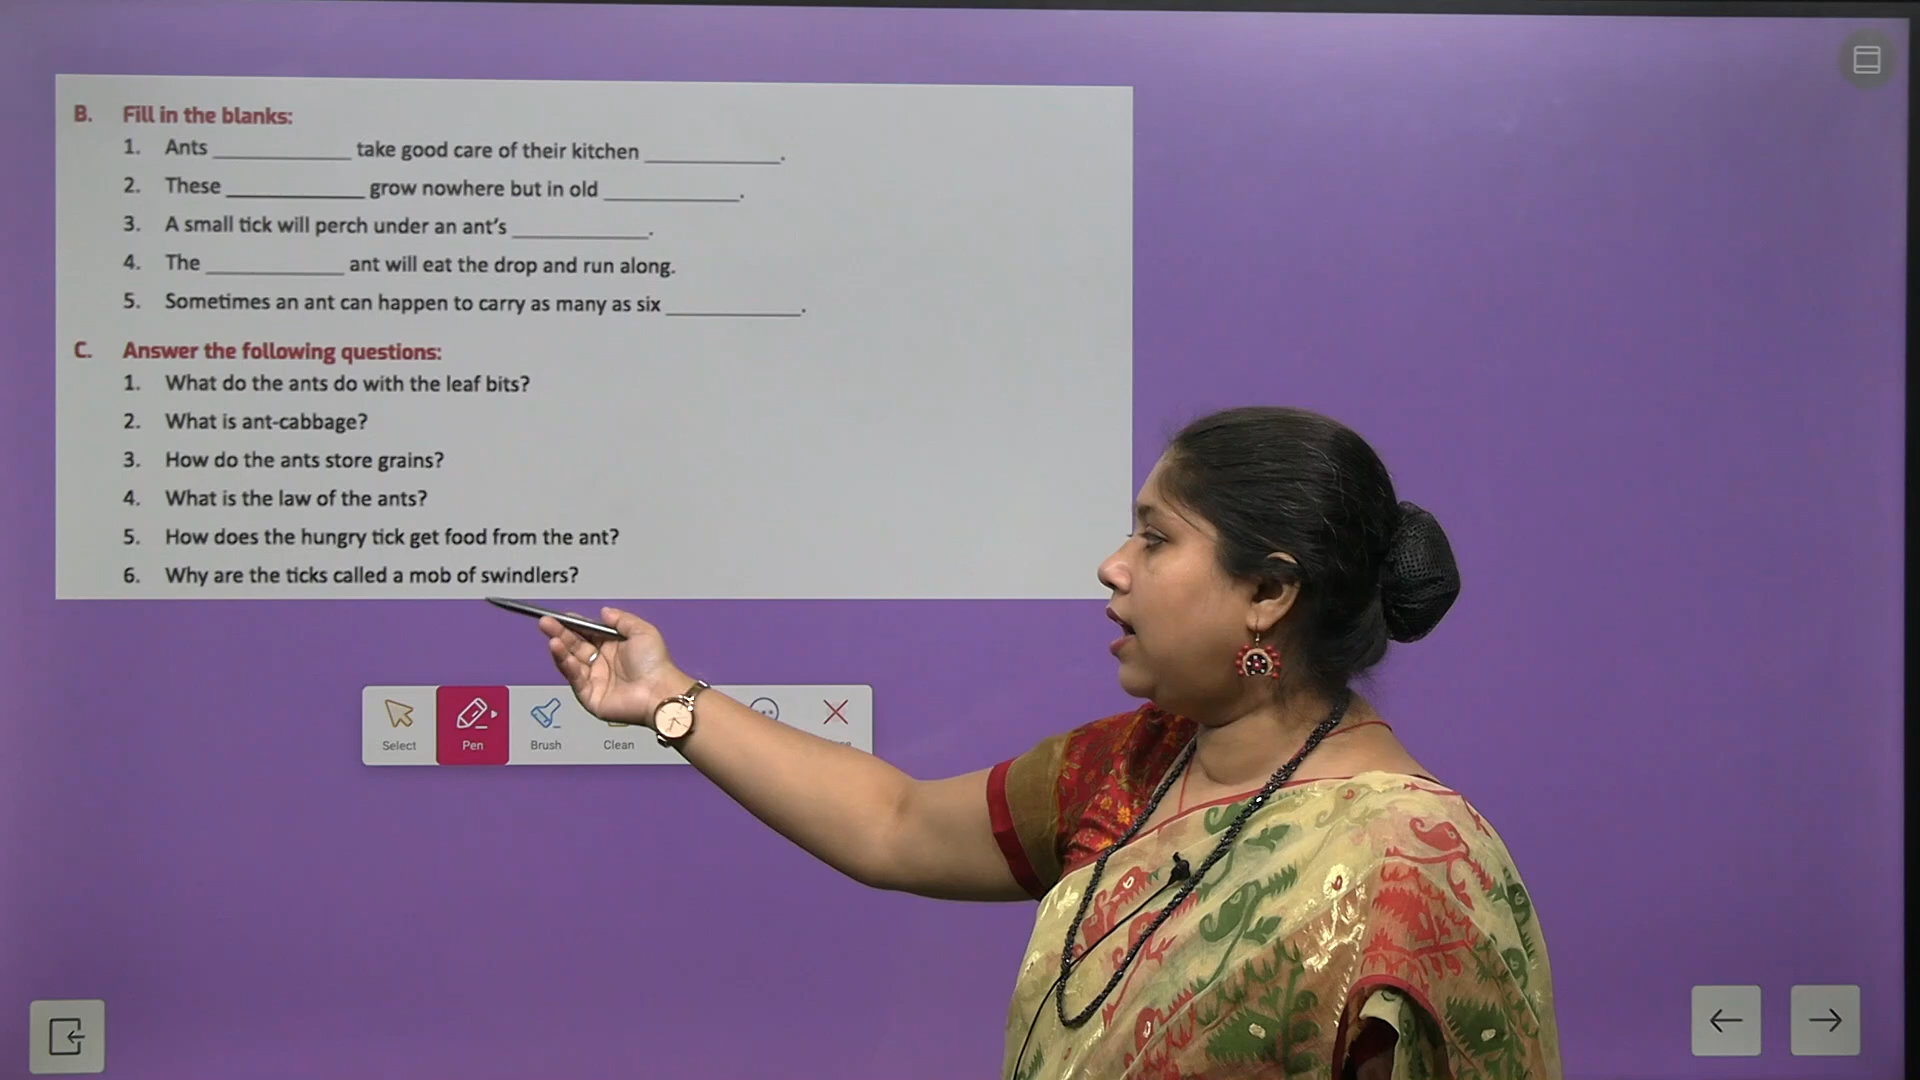 B. Fill in the blanks:
1. Ants ____________ take good care of their kitchen ____________.
2. These ____________ grow nowhere but in old ____________.
3. A small tick will perch under an ant's ____________.
4. The ____________ ant will eat the drop and run along.
5. Sometimes an ant can happen to carry as many as six ____________.
C. Answer the following questions:
1. What do the ants do with the leaf bits?
2. What is ant-cabbage?
3. How do the ants store grains?
4. What is the law of the ants?
5. How does the hungry tick get food from the ant?
6. Why are the ticks called a mob of swindlers?
Select Pen Brush Clean